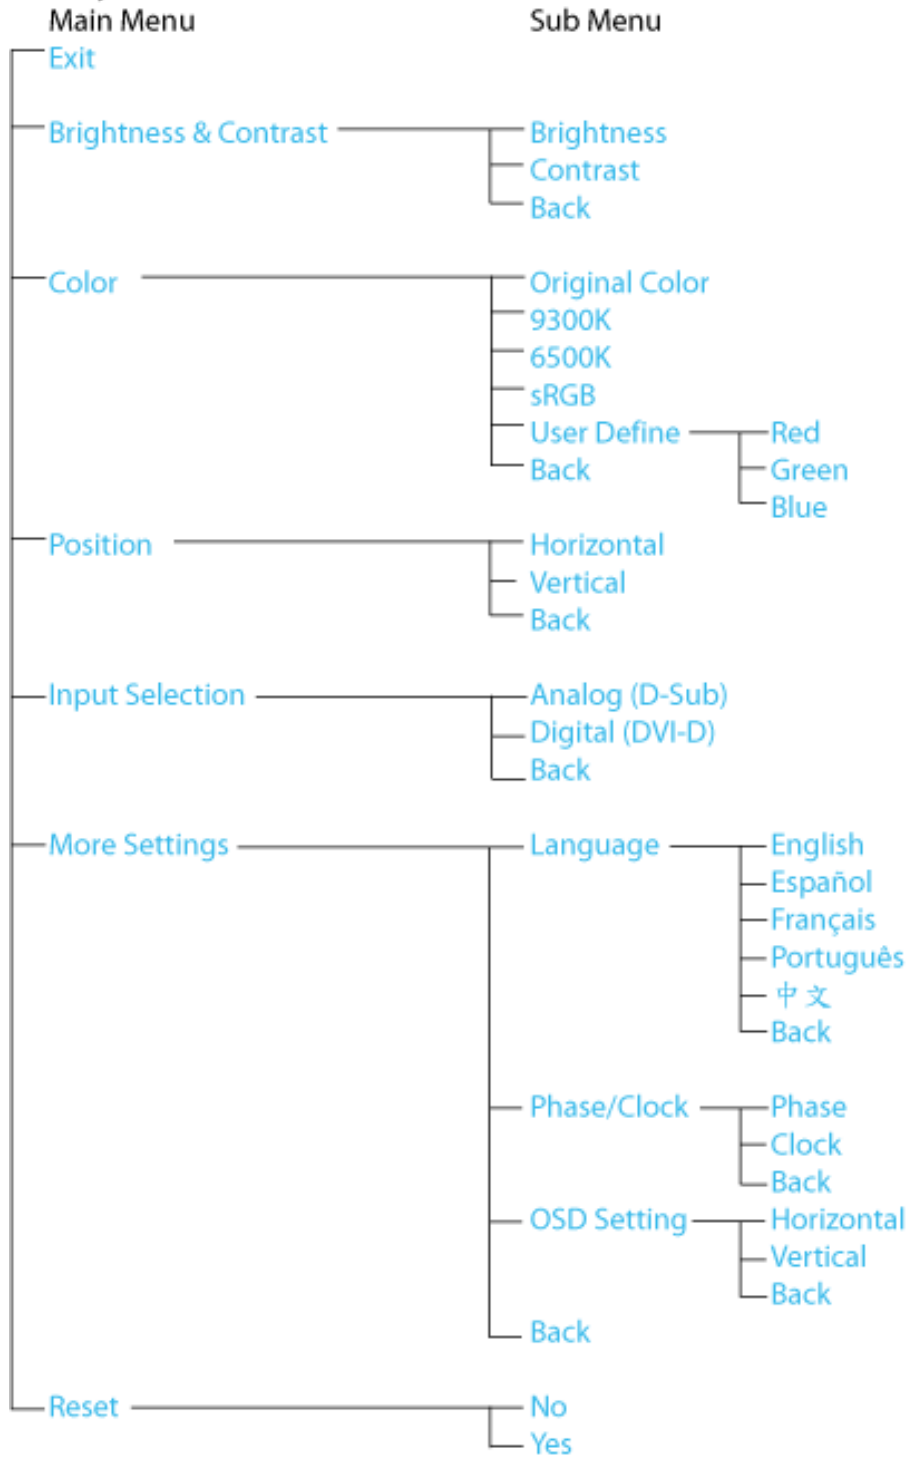 Main Menu Sub Menu
Exit
Brightness & Contrast Brightness
Contrast
Back
Color Original Color
9300K
6500K
sRGB
User Define Red
Back Green
Blue
Position Horizontal
Vertical
Back
Input Selection Analog (D-Sub)
Digital (DVI-D)
Back
More Settings Language English
Español
Français
Português
中文
Back
Phase/Clock Phase
Clock
Back
OSD Setting Horizontal
Vertical
Back
Back
Reset No
Yes